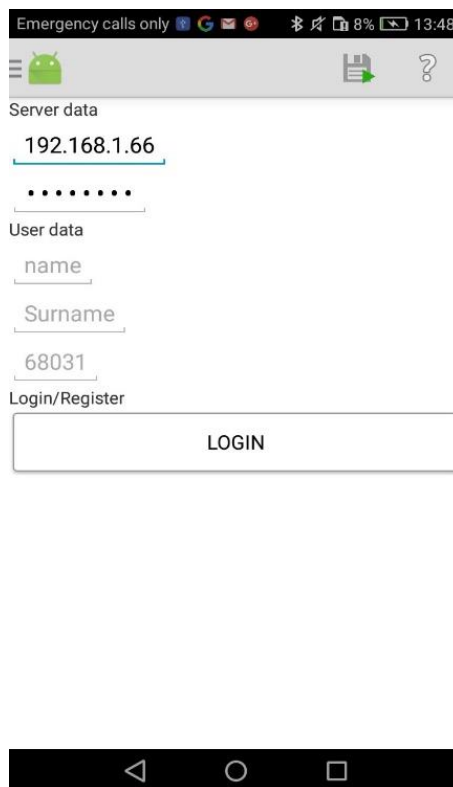 Emergency calls only 8% 13:48
?
Server data
192.168.1.66
••••••••
User data
name
Surname
68031
Login/Register
LOGIN